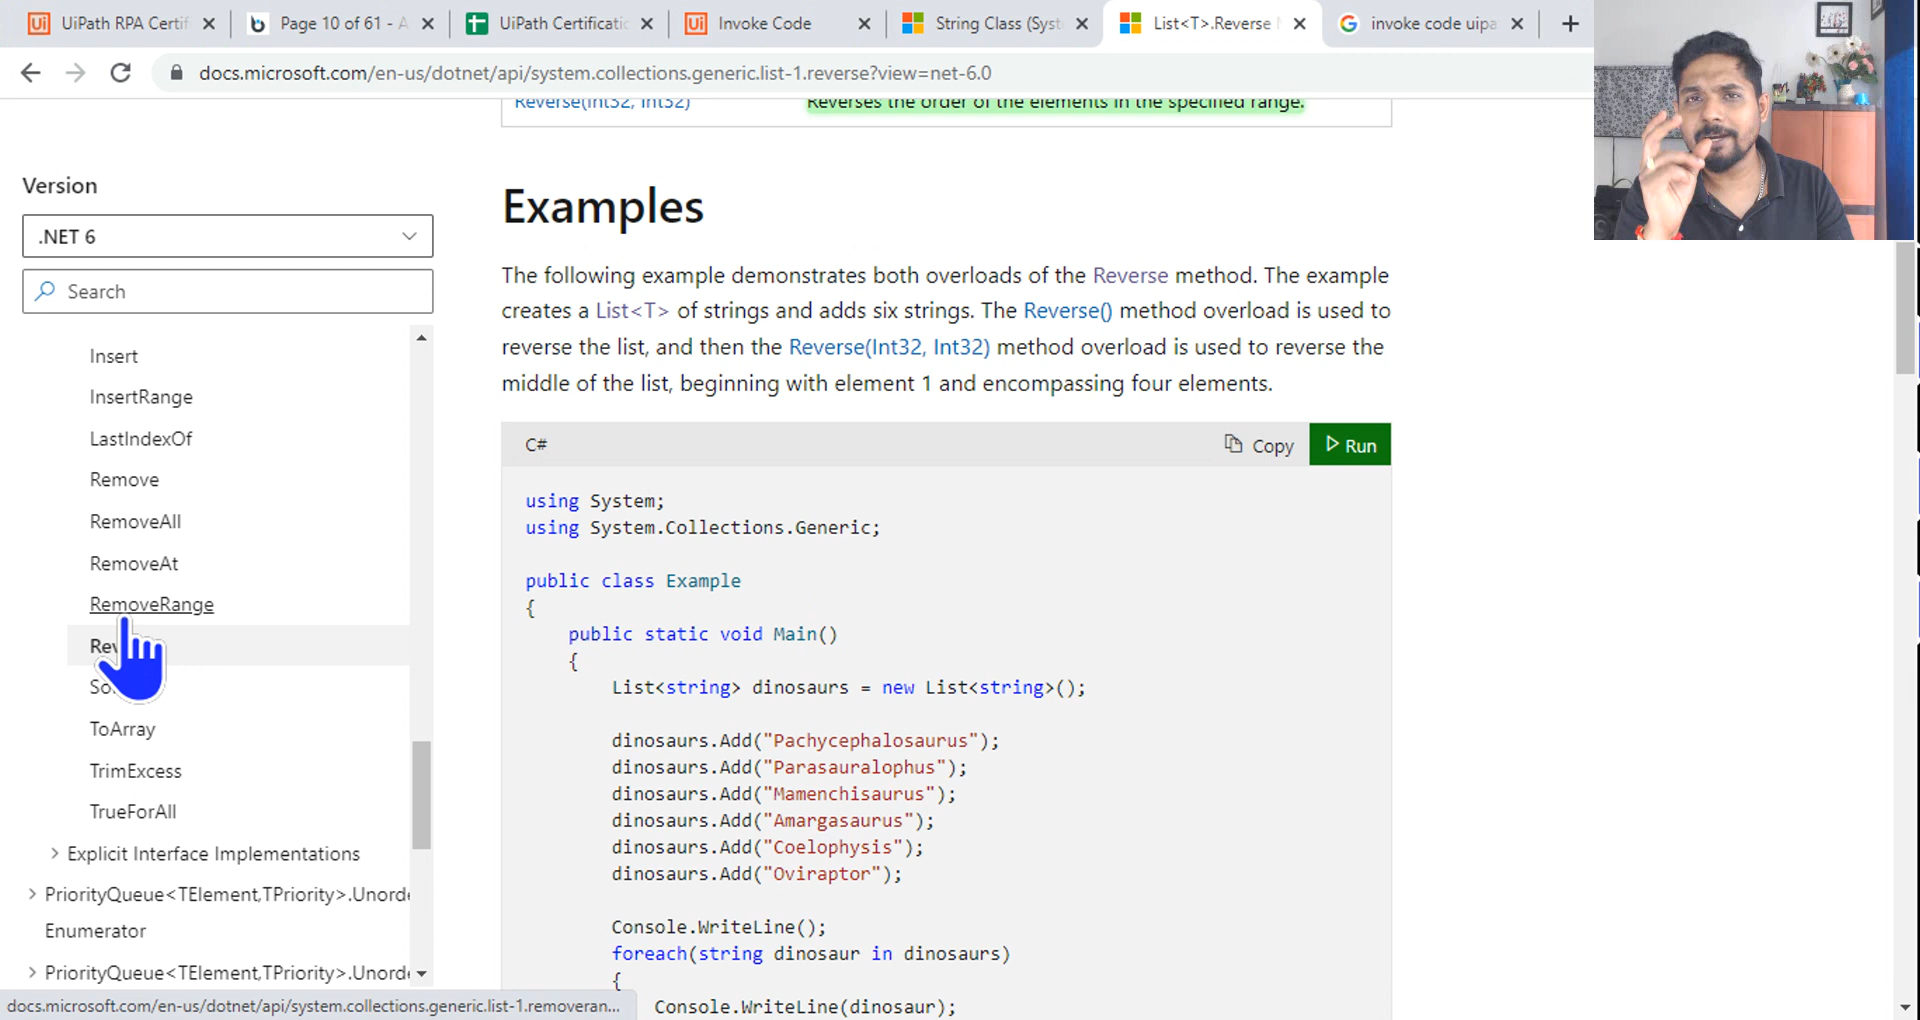 UiPath RPA Certif
Page 10 of 61 - A
UiPath Certificatio
Invoke Code
String Class (Syst
List<T>.Reverse
invoke code uipa
docs.microsoft.com/en-us/dotnet/api/system.collections.generic.list-1.reverse?view=net-6.0
Reverse(Int32, Int32)
Reverses the order of the elements in the specified range.
Version
.NET 6
Search
Insert
InsertRange
LastIndexOf
Remove
RemoveAll
RemoveAt
RemoveRange
ToArray
TrimExcess
TrueForAll
Explicit Interface Implementations
PriorityQueue<TElement,TPriority>.Unorde
Enumerator
PriorityQueue<TElement,TPriority>.Unorde
docs.microsoft.com/en-us/dotnet/api/system.collections.generic.list-1.removeran...
Examples
The following example demonstrates both overloads of the Reverse method. The example
creates a List<T> of strings and adds six strings. The Reverse() method overload is used to
reverse the list, and then the Reverse(Int32, Int32) method overload is used to reverse the
middle of the list, beginning with element 1 and encompassing four elements.
C#
Copy
Run
using System;
using System.Collections.Generic;
public class Example
{
public static void Main()
{
List<string> dinosaurs = new List<string>();
dinosaurs.Add("Pachycephalosaurus");
dinosaurs.Add("Parasauralophus");
dinosaurs.Add("Mamenchisaurus");
dinosaurs.Add("Amargasaurus");
dinosaurs.Add("Coelophysis");
dinosaurs.Add("Oviraptor");
Console.WriteLine();
foreach(string dinosaur in dinosaurs)
{
Console.WriteLine(dinosaur);